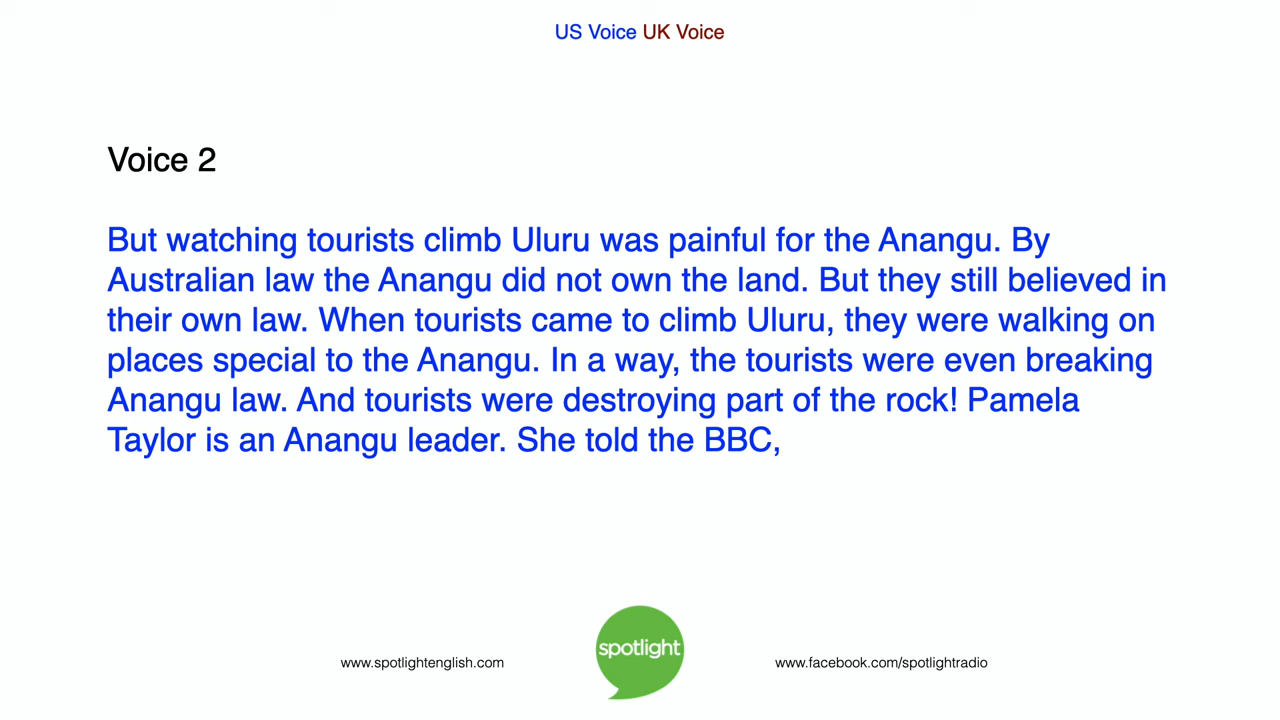 US Voice UK Voice
Voice 2
But watching tourists climb Uluru was painful for the Anangu. By
Australian law the Anangu did not own the land. But they still believed in
their own law. When tourists came to climb Uluru, they were walking on
places special to the Anangu. In a way, the tourists were even breaking
Anangu law. And tourists were destroying part of the rock! Pamela
Taylor is an Anangu leader. She told the BBC,
www.spotlightenglish.com
spotlight
www.facebook.com/spotlightradio